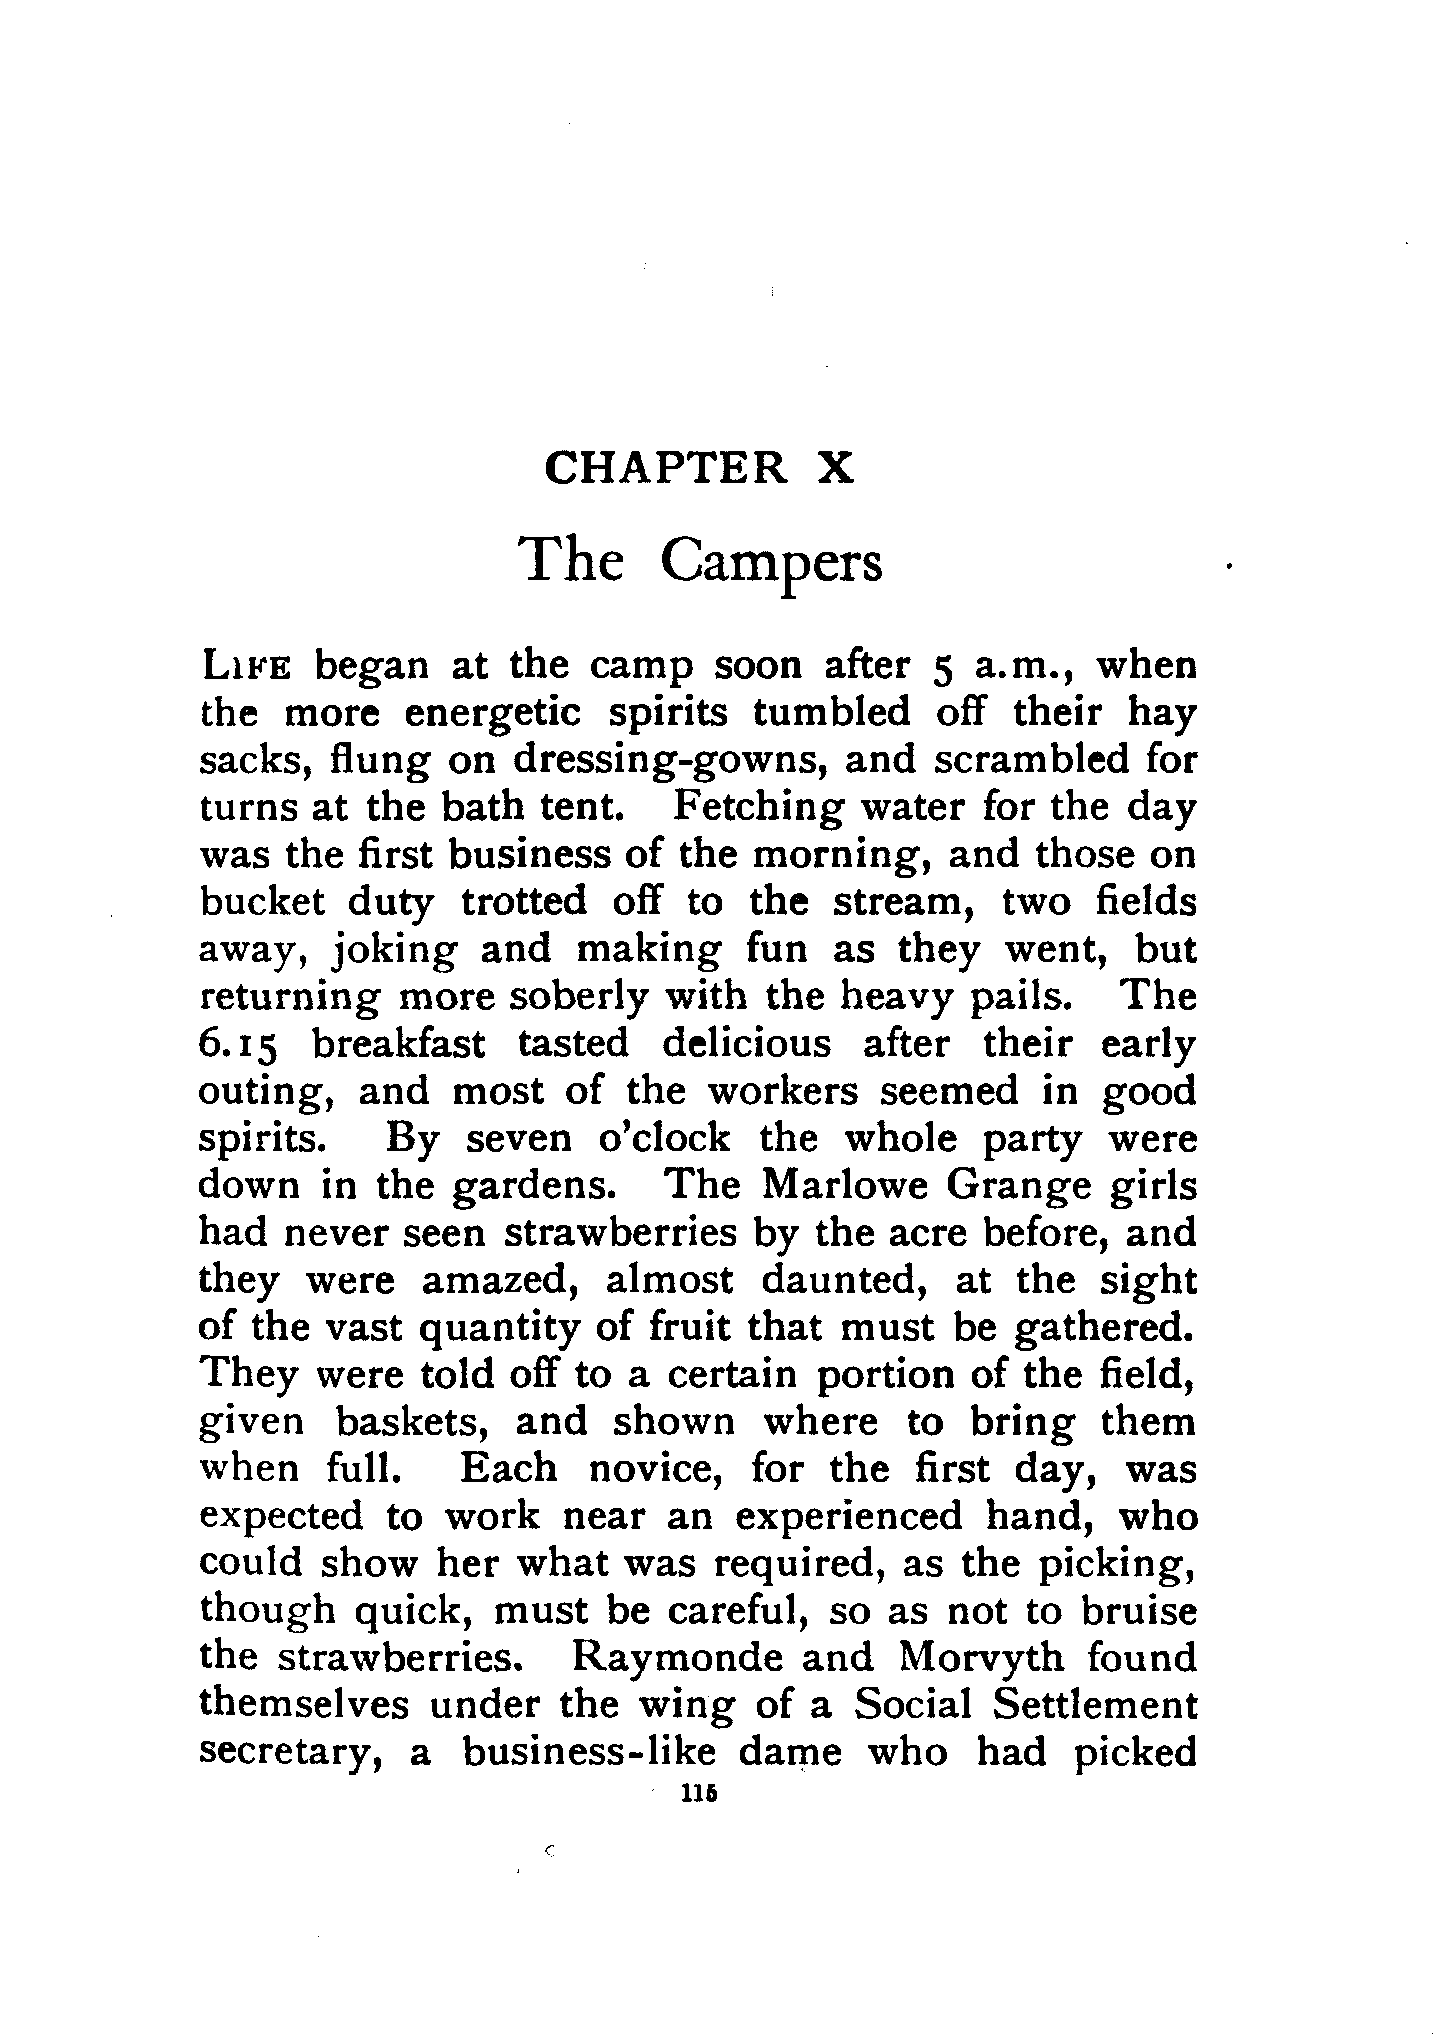 CHAPTER X
The Campers
LIFE began at the camp soon after 5 a.m., when
the more energetic spirits tumbled off their hay
sacks, flung on dressing-gowns, and scrambled for
turns at the bath tent. Fetching water for the day
was the first business of the morning, and those on
bucket duty trotted off to the stream, two fields
away, joking and making fun as they went, but
returning more soberly with the heavy pails. The
6.15 breakfast tasted delicious after their early
outing, and most of the workers seemed in good
spirits. By seven o'clock the whole party were
down in the gardens. The Marlowe Grange girls
had never seen strawberries by the acre before, and
they were amazed, almost daunted, at the sight
of the vast quantity of fruit that must be gathered.
They were told off to a certain portion of the field,
given baskets, and shown where to bring them
when full. Each novice, for the first day, was
expected to work near an experienced hand, who
could show her what was required, as the picking,
though quick, must be careful, so as not to bruise
the strawberries. Raymonde and Morvyth found
themselves under the wing of a Social Settlement
secretary, a business-like dame who had picked
115